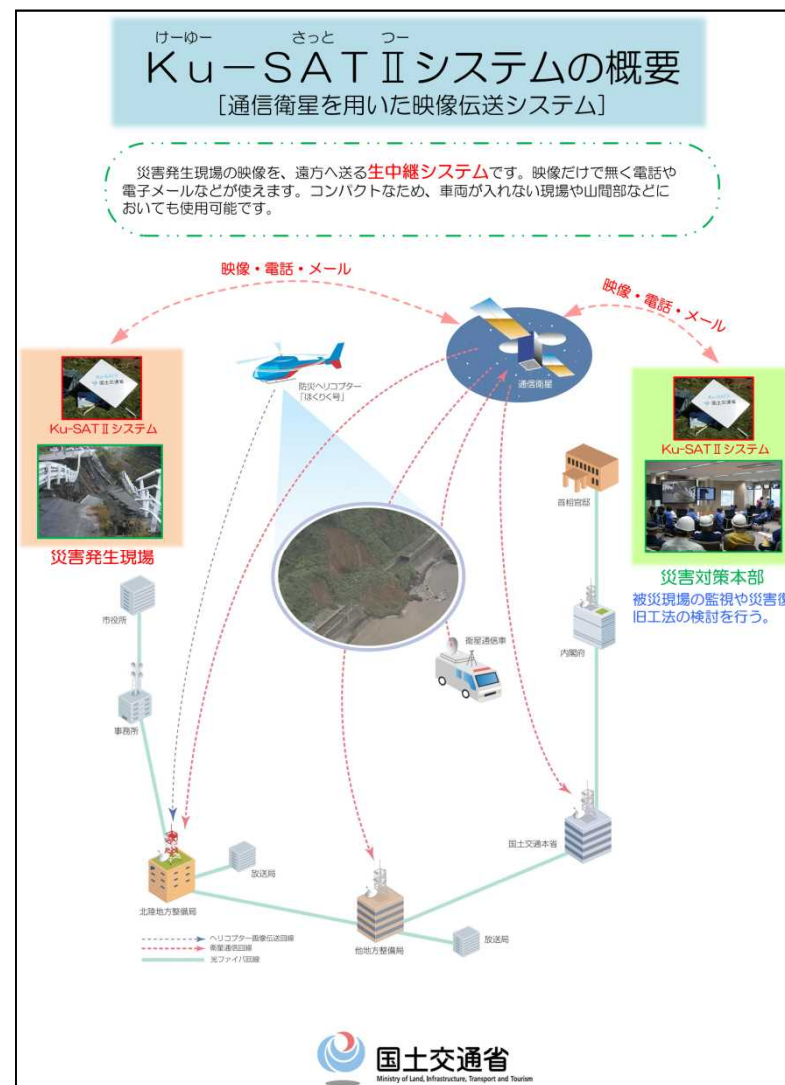 けーゆー さっと つー
Ku－SATⅡシステムの概要
[通信衛星を用いた映像伝送システム]
災害発生現場の映像を、遠方へ送る生中継システムです。映像だけで無く電話や
電子メールなどが使えます。コンパクトなため、車両が入れない現場や山間部などに
おいても使用可能です。
映像・電話・メール
映像・電話・メール
通信衛星
防災ヘリコプター
「ほくりく号」
Ku-SATⅡ
国土交通省
Ku-SATⅡシステム
災害発生現場
Ku-SATⅡ
国土交通省
Ku-SATⅡシステム
災害対策本部
被災現場の監視や災害復
旧工法の検討を行う。
首相官邸
市役所
内閣府
衛星通信車
事務所
国土交通本省
放送局
北陸地方整備局
他地方整備局
放送局
ヘリコプター画像伝送回線
衛星通信回線
光ファイバ回線
国土交通省
Ministry of Land, Infrastructure, Transport and Tourism